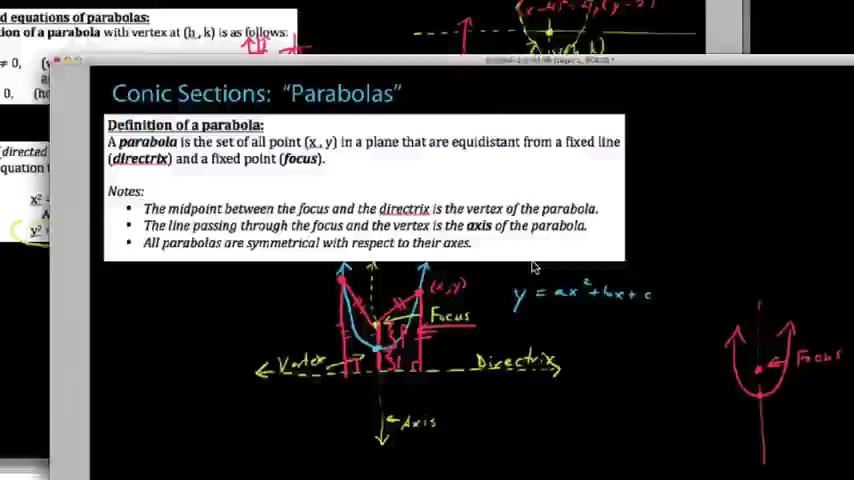 d equations of parabolas:
tion of a parabola with vertex at (h, k) is as follows:
≠ 0,
0,
(directed
equation
x²
y²
Conic Sections: "Parabolas"
Definition of a parabola:
A parabola is the set of all point (x, y) in a plane that are equidistant from a fixed line
(directrix) and a fixed point (focus).
Notes:
• The midpoint between the focus and the directrix is the vertex of the parabola.
• The line passing through the focus and the vertex is the axis of the parabola.
• All parabolas are symmetrical with respect to their axes.
(x,y)
y = ax² + bx + c
Focus
Vertex
Directrix
Focus
Axis